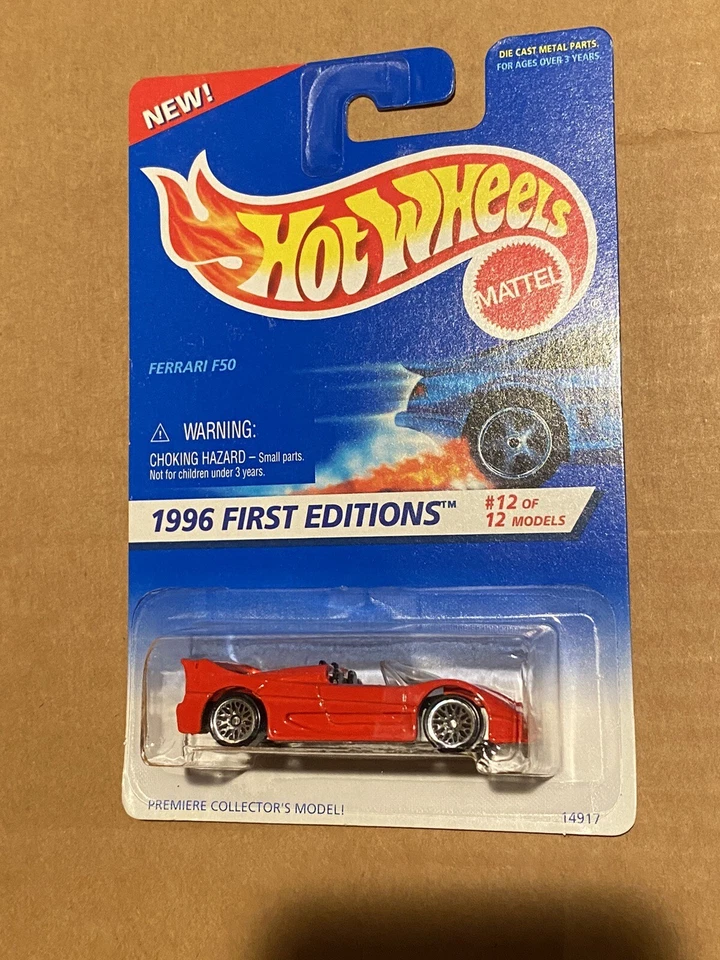 NEW!
DIE CAST METAL PARTS.
FOR AGES OVER 3 YEARS.
HOT WHEELS
MATTEL
FERRARI F50
⚠ WARNING:
CHOKING HAZARD – Small parts.
Not for children under 3 years.
1996 FIRST EDITIONS™
#12 OF
12 MODELS
PREMIERE COLLECTOR'S MODEL!
14917